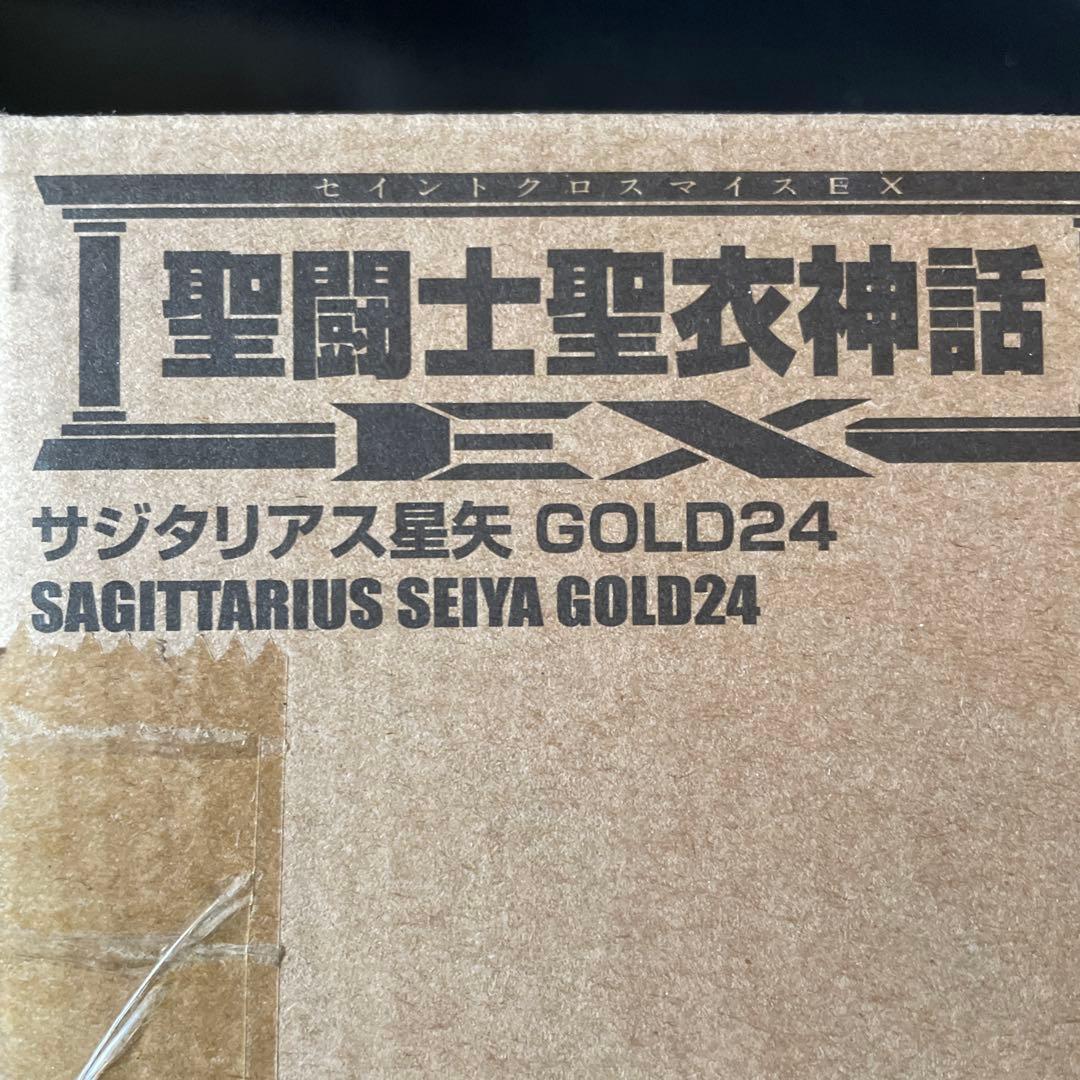 セイントクロスマイスEX
聖闘士聖衣神話
EX
サジタリアス星矢 GOLD24
SAGITTARIUS SEIYA GOLD24